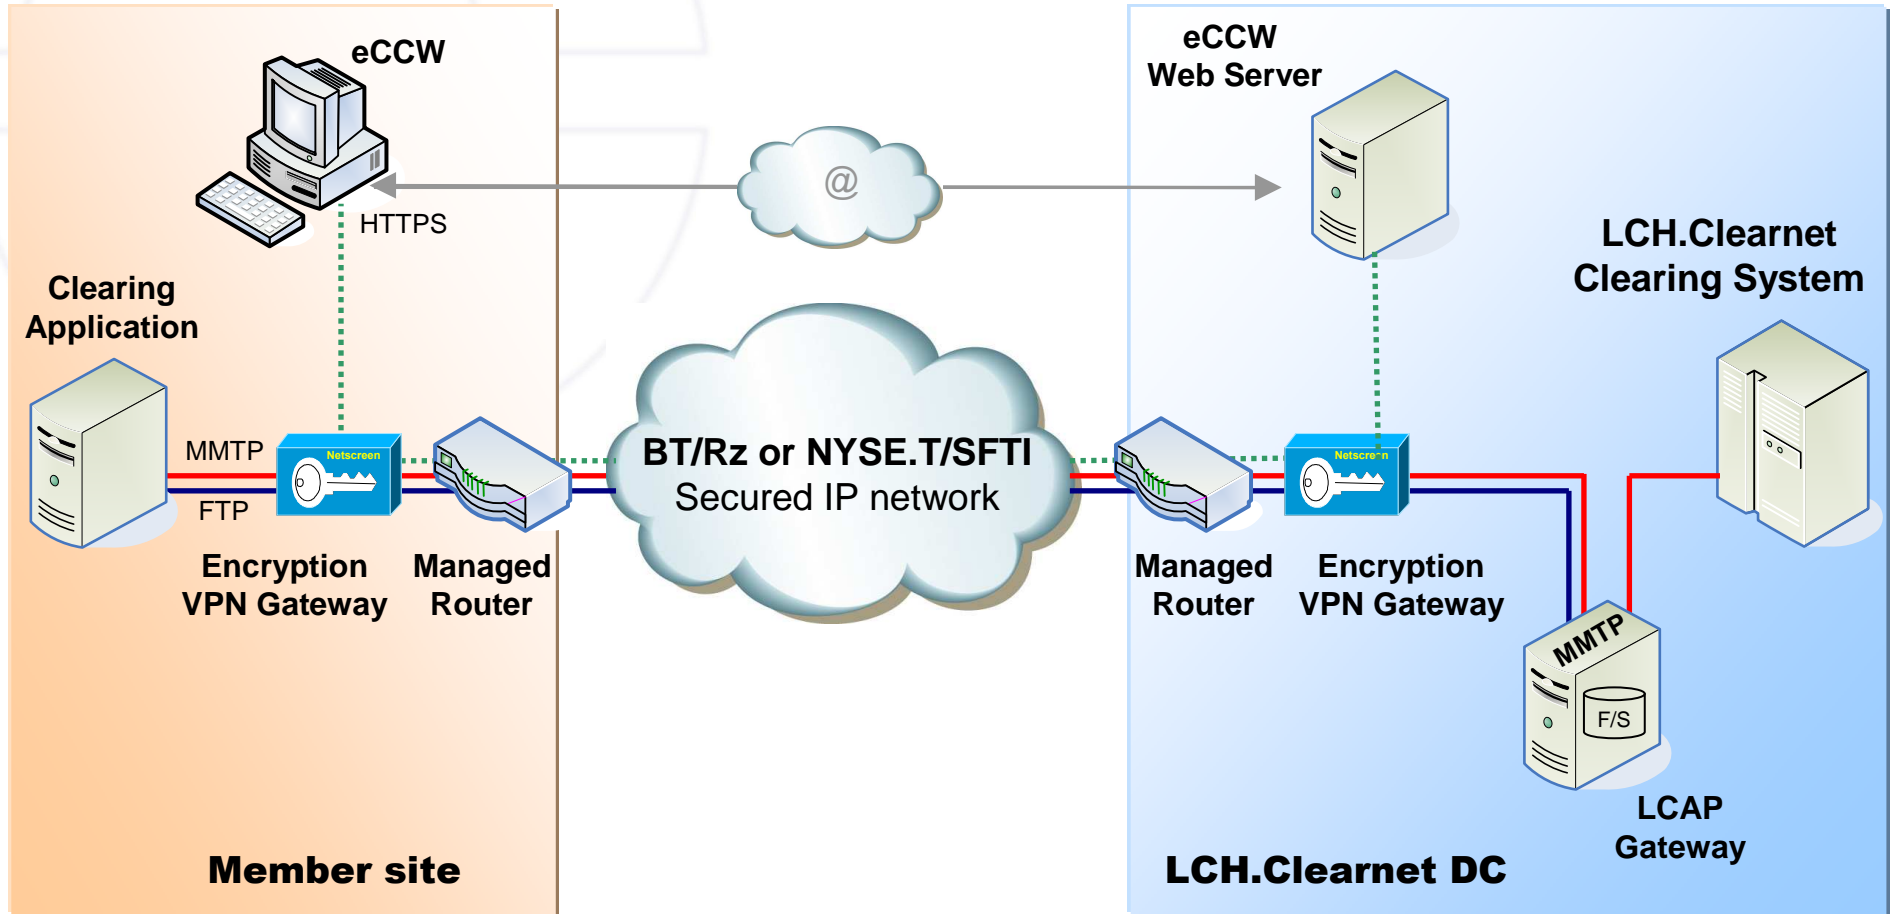 eCCW
eCCW
Web Server
@
HTTPS
LCH.Clearnet
Clearing System
Clearing
Application
MMTP
FTP
Netscreen
BT/Rz or NYSE.T/SFTI
Secured IP network
Netscreen
Encryption
VPN Gateway
Managed
Router
Managed
Router
Encryption
VPN Gateway
MMTP
F/S
LCAP
Gateway
Member site
LCH.Clearnet DC